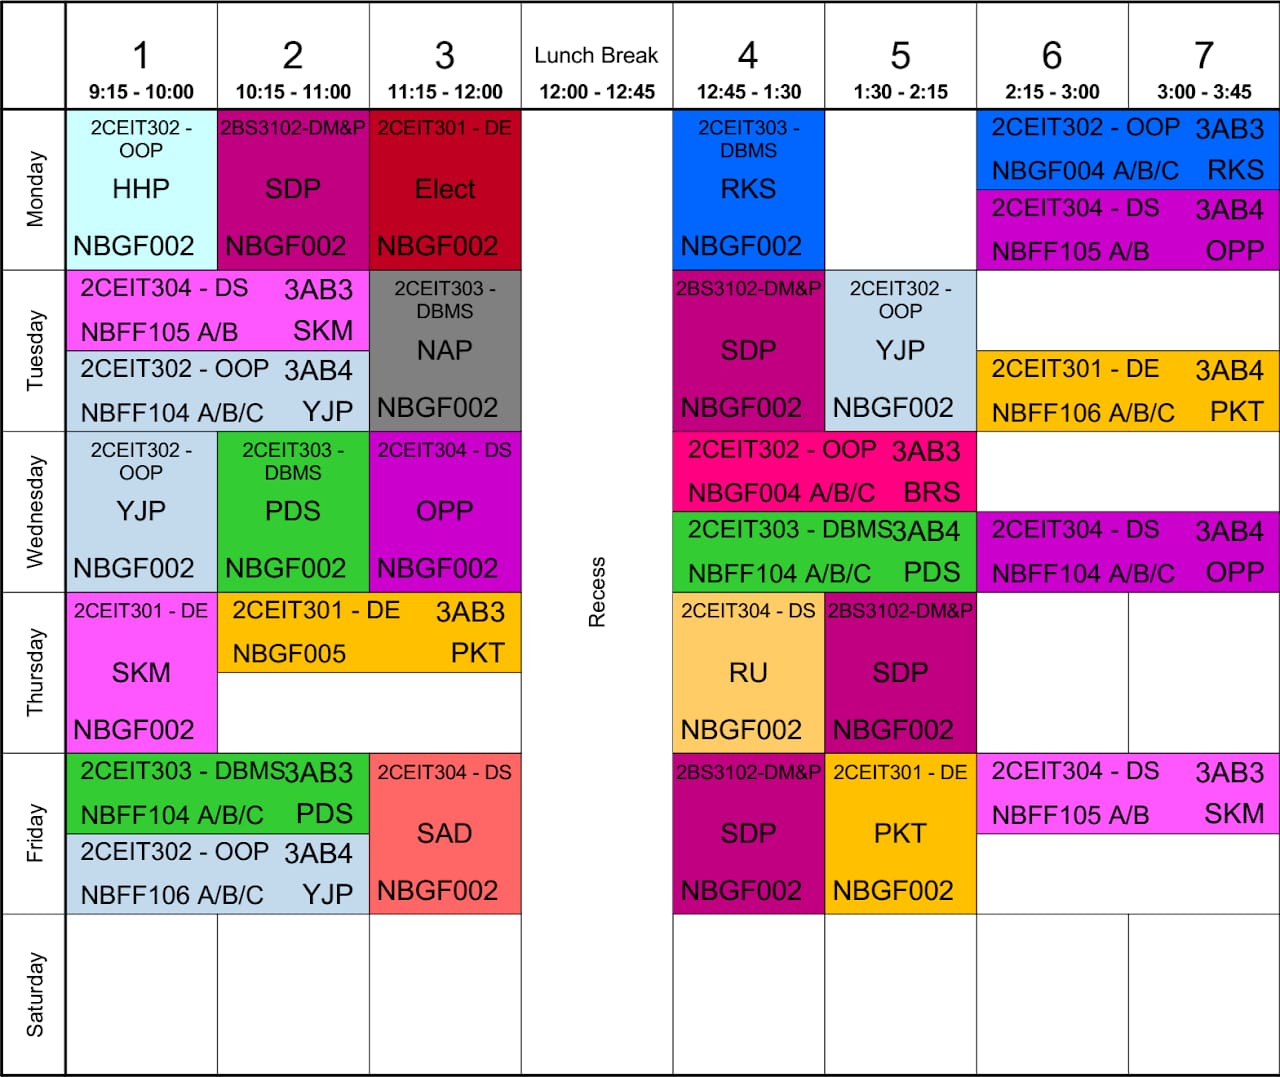 1
9:15 - 10:00
2
10:15 - 11:00
3
11:15 - 12:00
Lunch Break
12:00 - 12:45
4
12:45 - 1:30
5
1:30 - 2:15
6
2:15 - 3:00
7
3:00 - 3:45
Monday
2CEIT302 -
OOP
HHP
NBGF002
2BS3102-DM&P
SDP
NBGF002
2CEIT301 - DE
Elect
NBGF002
2CEIT303 -
DBMS
RKS
NBGF002
2CEIT302 - OOP 3AB3
NBGF004 A/B/C RKS
2CEIT304 - DS 3AB4
NBFF105 A/B OPP
Tuesday
2CEIT304 - DS 3AB3
NBFF105 A/B SKM
2CEIT302 - OOP 3AB4
NBFF104 A/B/C YJP
2CEIT303 -
DBMS
NAP
NBGF002
2BS3102-DM&P
SDP
NBGF002
2CEIT302 -
OOP
YJP
NBGF002
2CEIT301 - DE 3AB4
NBFF106 A/B/C PKT
Wednesday
2CEIT302 -
OOP
YJP
NBGF002
2CEIT303 -
DBMS
PDS
NBGF002
2CEIT304 - DS
OPP
NBGF002
Recess
2CEIT302 - OOP 3AB3
NBGF004 A/B/C BRS
2CEIT303 - DBMS3AB4
NBFF104 A/B/C PDS
2CEIT304 - DS 3AB4
NBFF104 A/B/C OPP
Thursday
2CEIT301 - DE
SKM
NBGF002
2CEIT301 - DE 3AB3
NBGF005 PKT
2CEIT304 - DS
RU
NBGF002
2BS3102-DM&P
SDP
NBGF002
Friday
2CEIT303 - DBMS3AB3
NBFF104 A/B/C PDS
2CEIT302 - OOP 3AB4
NBFF106 A/B/C YJP
2CEIT304 - DS
SAD
NBGF002
2BS3102-DM&P
SDP
NBGF002
2CEIT301 - DE
PKT
NBGF002
2CEIT304 - DS 3AB3
NBFF105 A/B SKM
Saturday